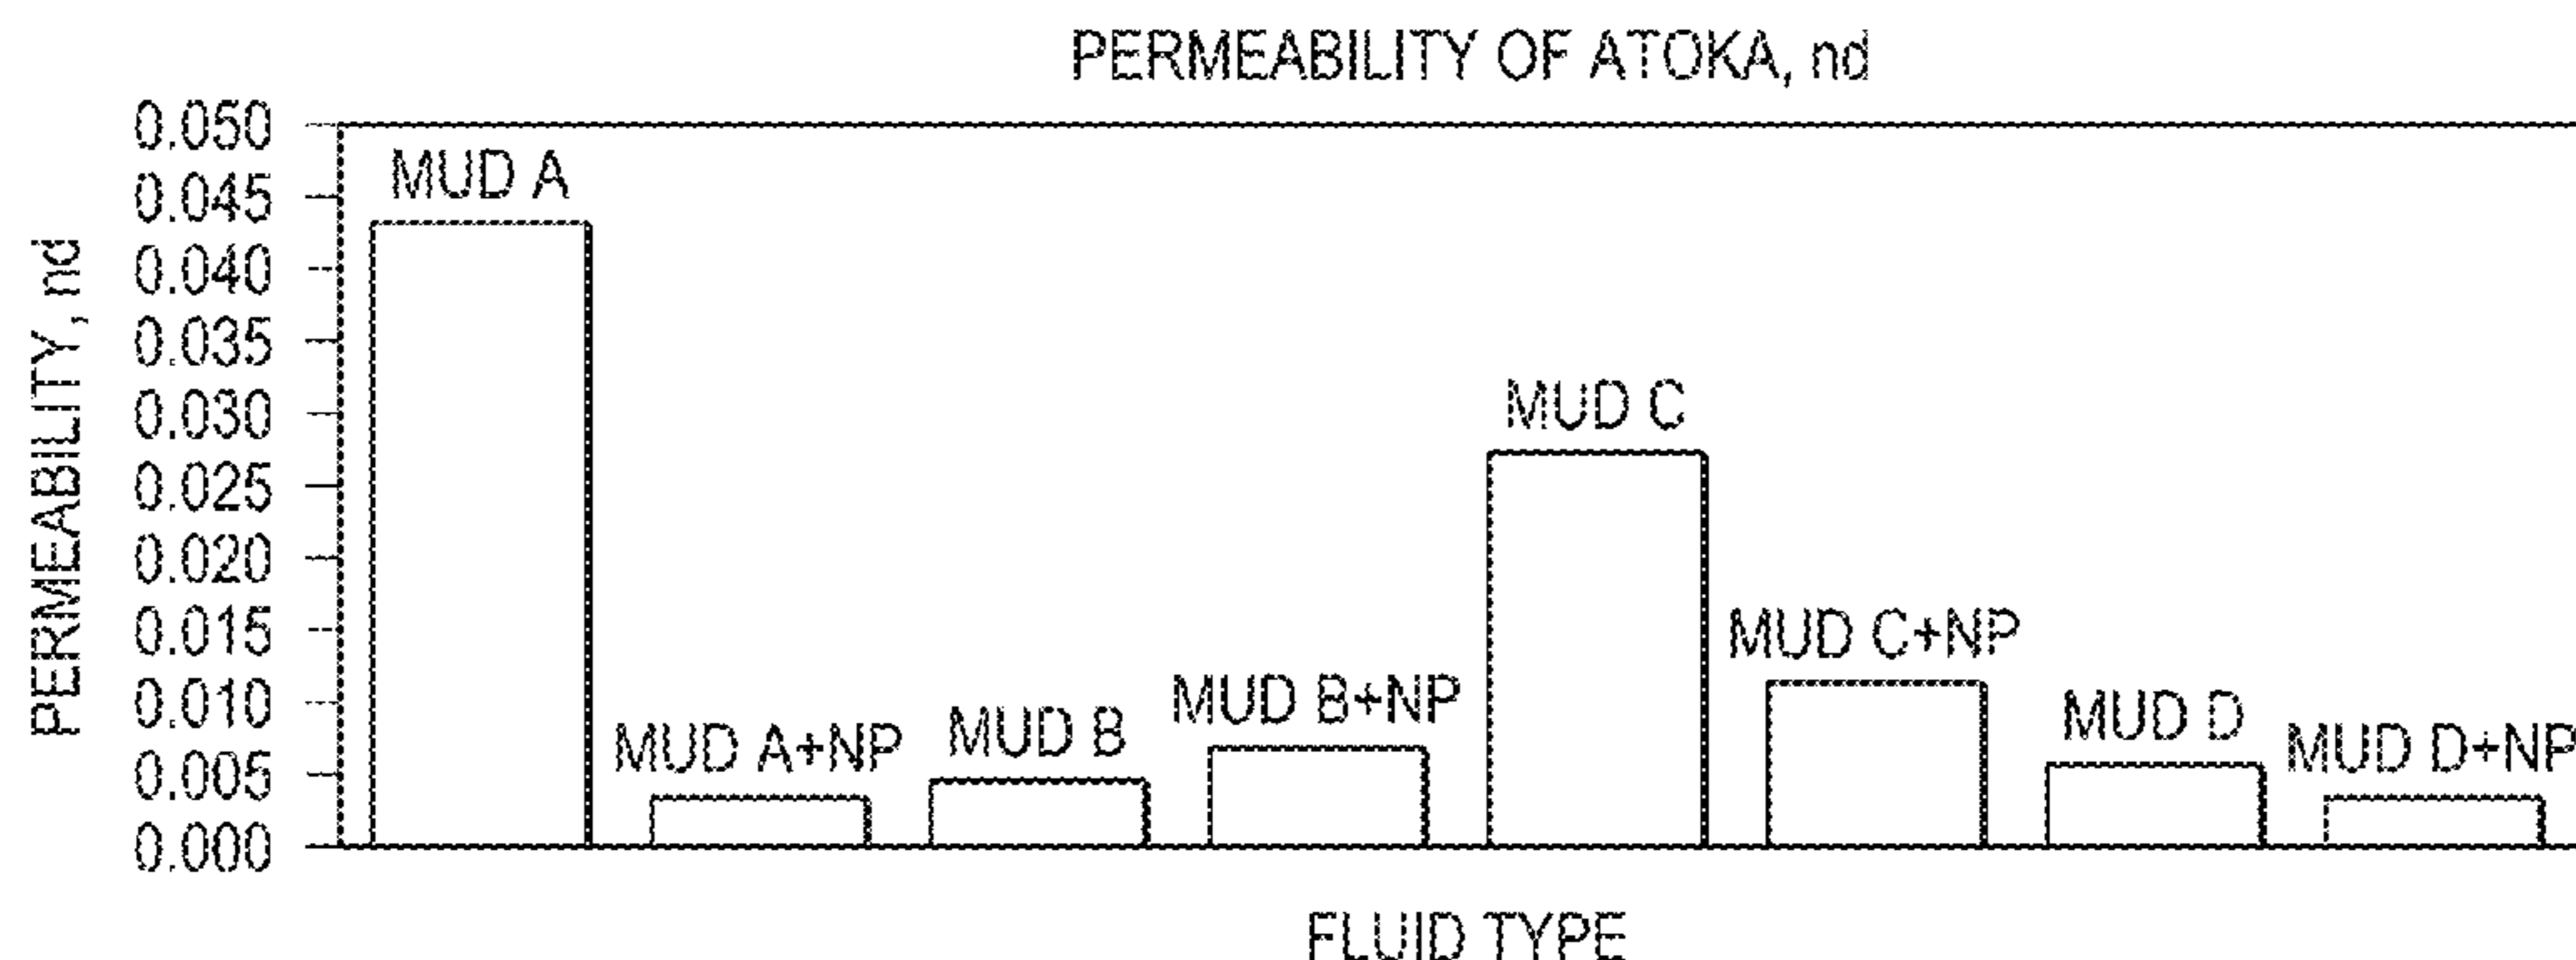 PERMEABILITY OF ATOKA, nd
PERMEABILITY, nd
0.050
0.045
0.040
0.035
0.030
0.025
0.020
0.015
0.010
0.005
0.000
MUD A
MUD A+NP
MUD B
MUD B+NP
MUD C
MUD C+NP
MUD D
MUD D+NP
FLUID TYPE